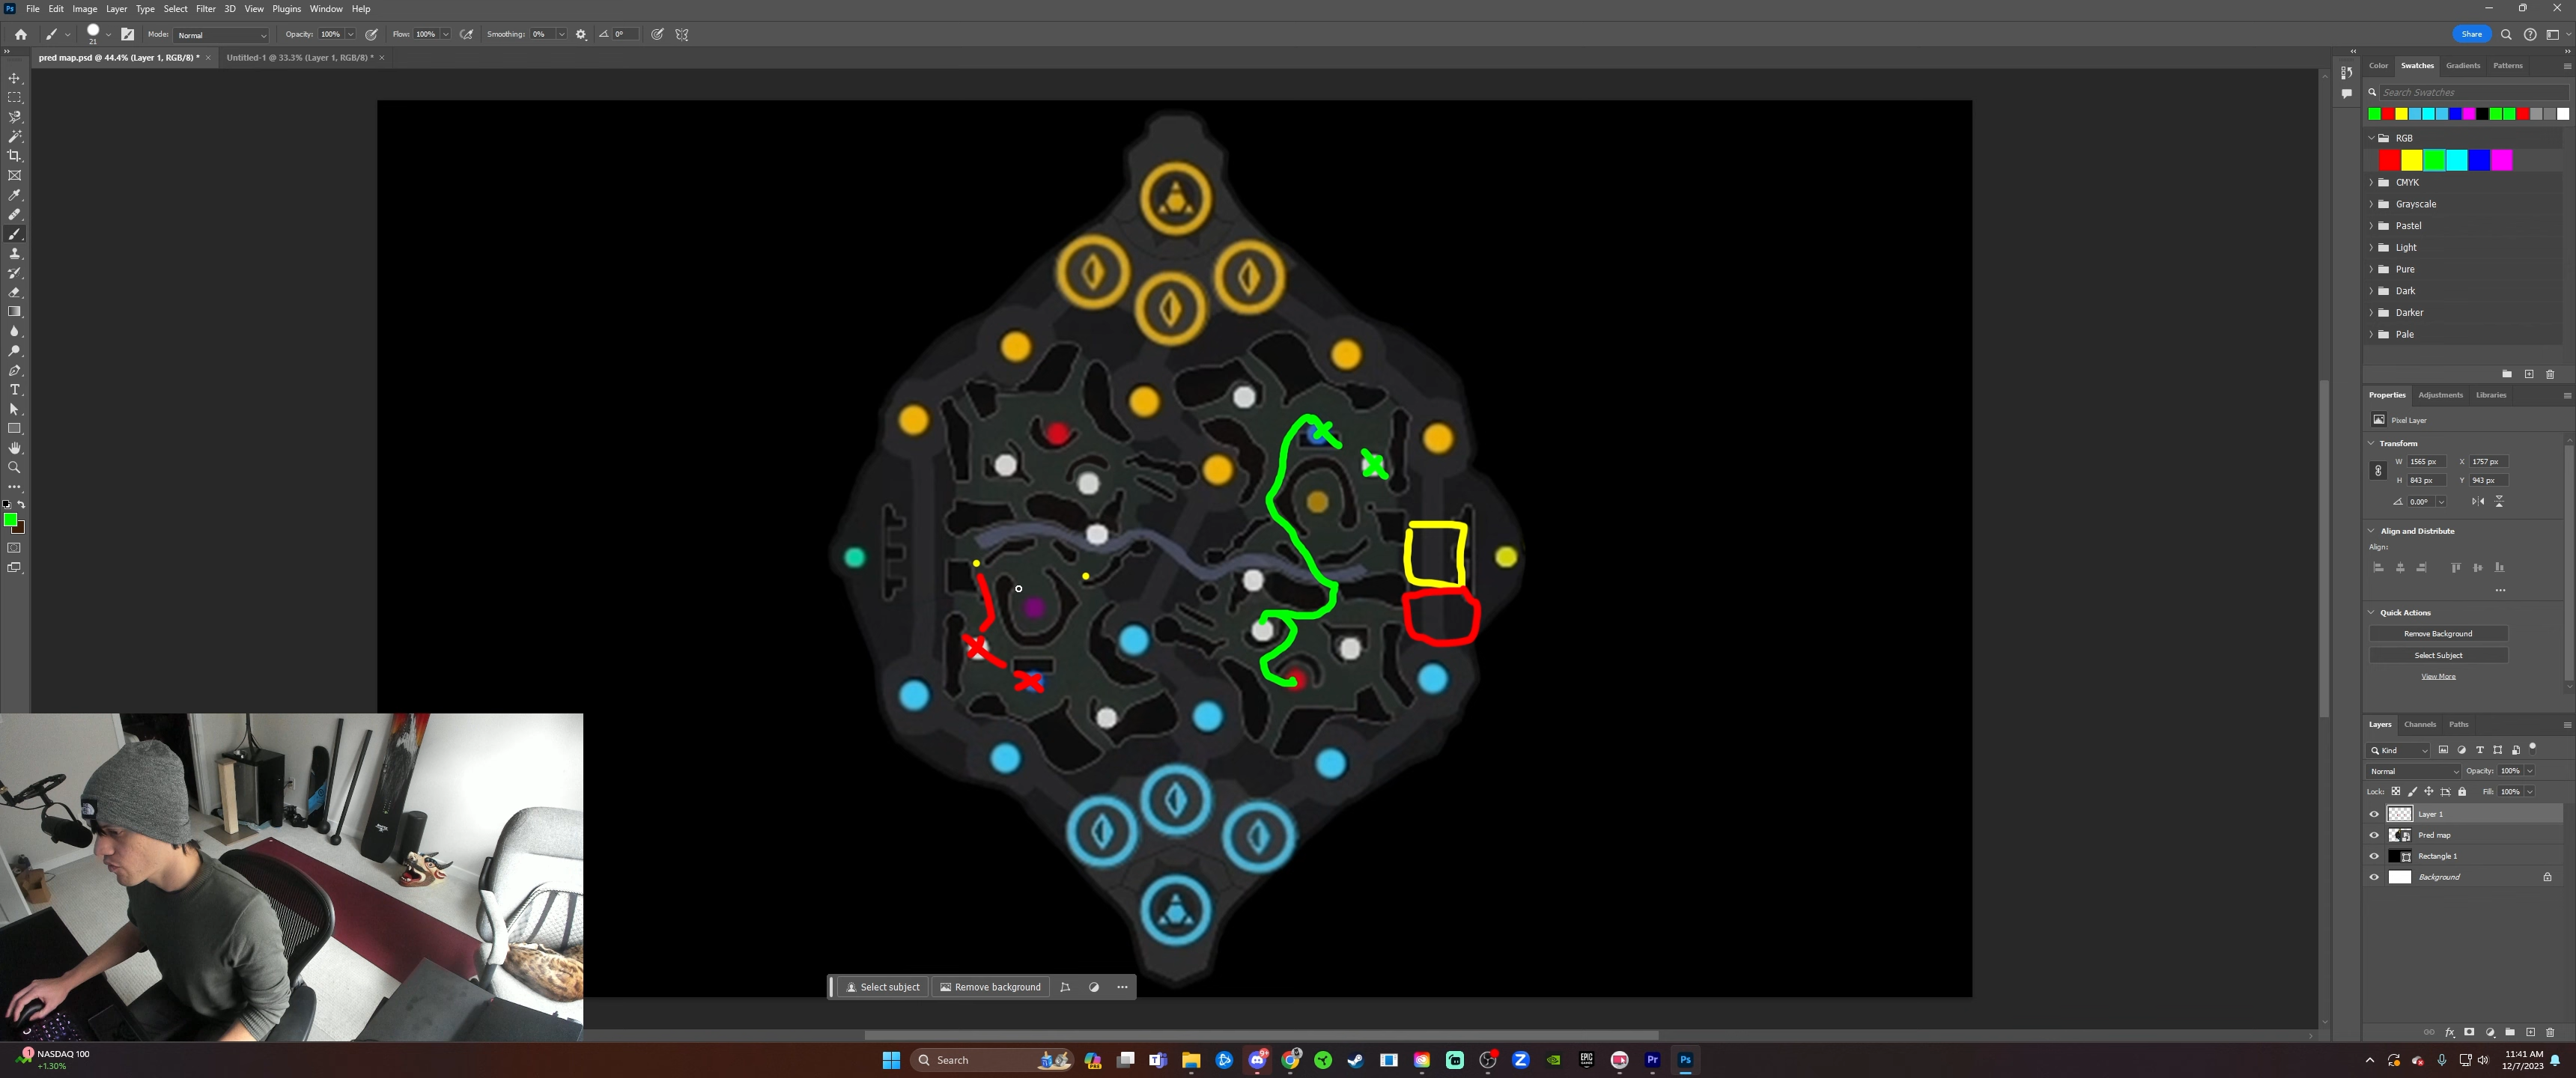 File Edit Image Layer Type Select Filter 3D View Plugins Window Help
21 Mode: Normal Opacity: 100% Flow: 100% Smoothing: 0% 0° Share
pred map.psd @ 44.4% (Layer 1, RGB/8) * × Untitled-1 @ 33.3% (Layer 1, RGB/8) * ×
Color Swatches Gradients Patterns
Search Swatches
RGB
CMYK
Grayscale
Pastel
Light
Pure
Dark
Darker
Pale
Properties Adjustments Libraries
Pixel Layer
Transform
W 1565 px X 1757 px
H 843 px Y 943 px
0.00°
Align and Distribute
Align:
Quick Actions
Remove Background
Select Subject
View More
Layers Channels Paths
Kind
Normal Opacity: 100%
Lock: Fill: 100%
Layer 1
Pred map
Rectangle 1
Background
Select subject Remove background
NASDAQ 100
+1.30%
Search
11:41 AM
12/7/2023